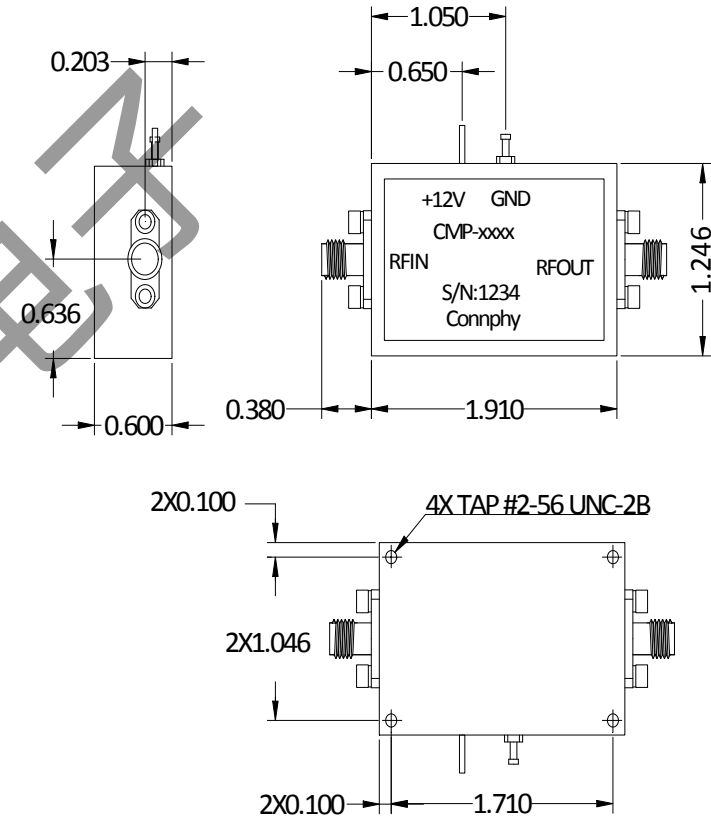 1.050
0.203
0.650
+12V GND
CMP-xxxx
RFIN
RFOUT
S/N:1234
Connphy
1.246
0.636
0.380
1.910
0.600
2X0.100
4X TAP #2-56 UNC-2B
2X1.046
2X0.100
1.710
电子